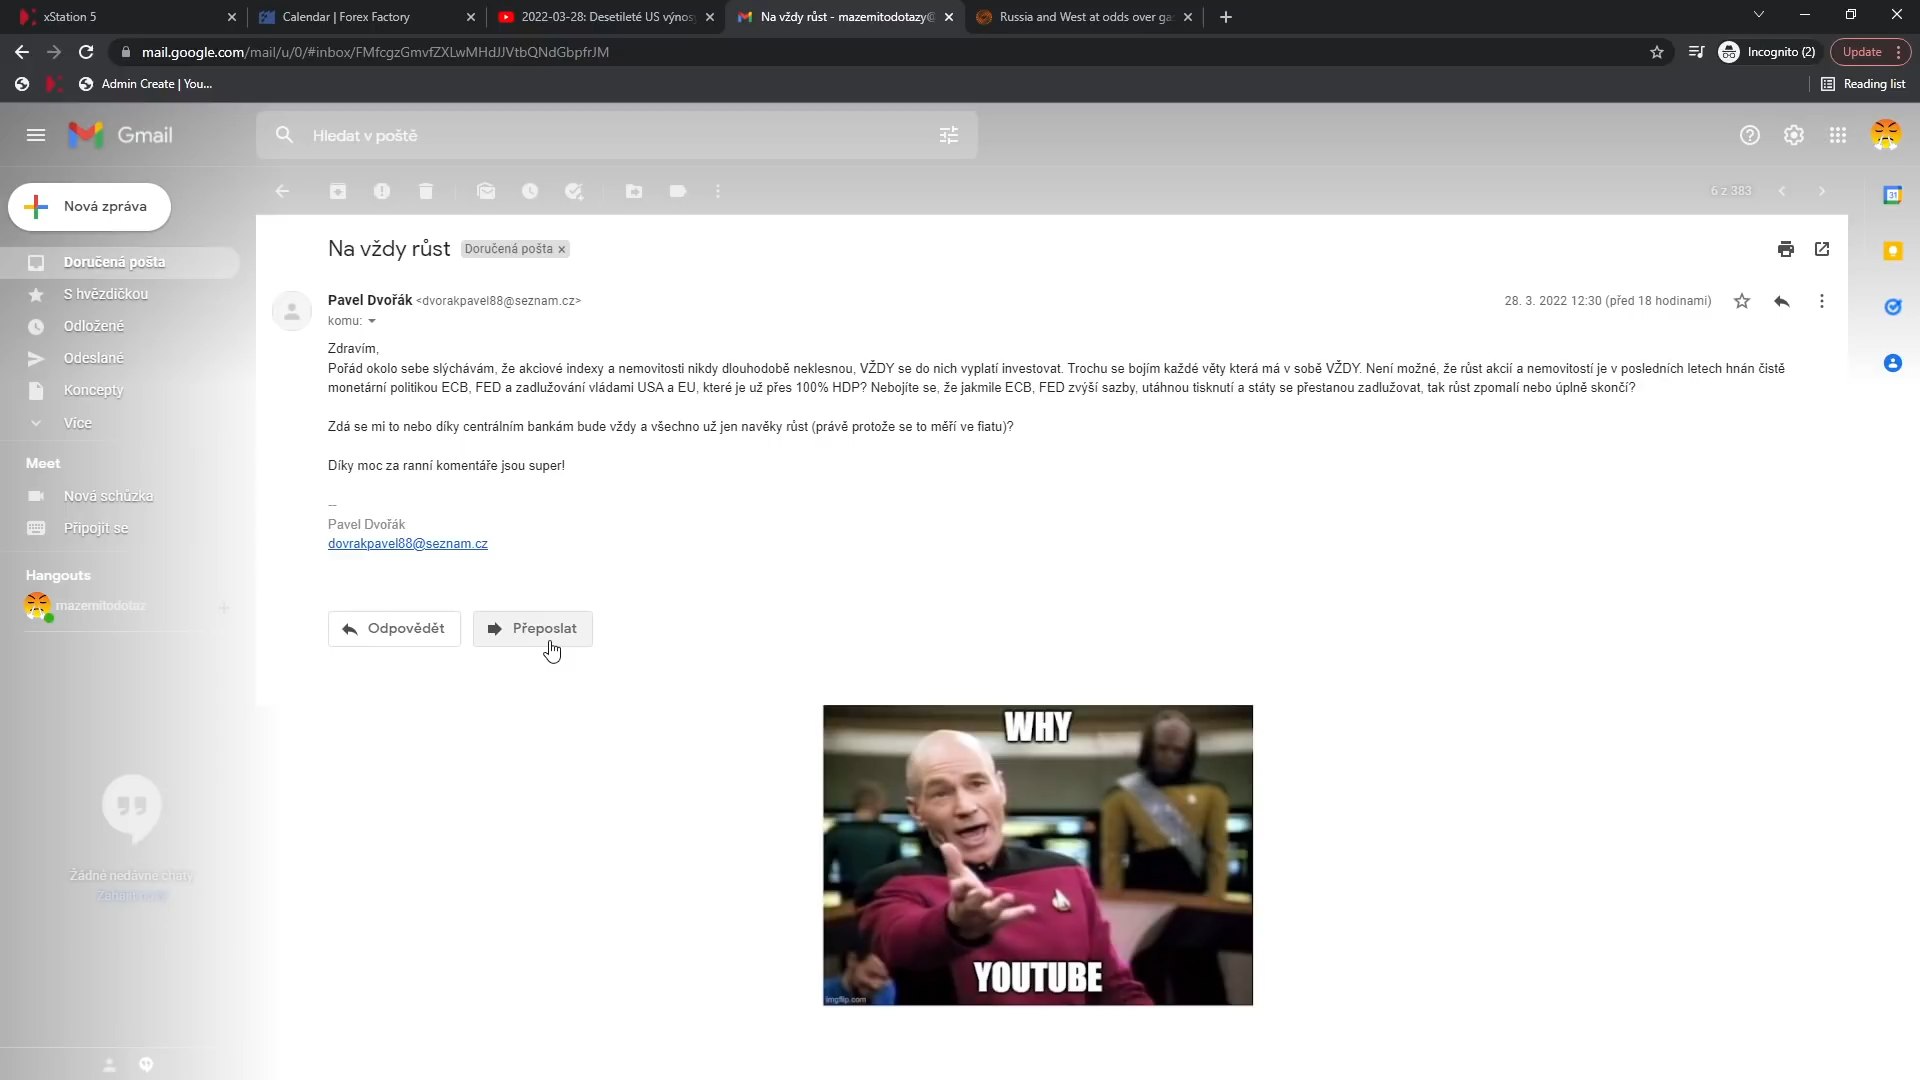 xStation 5
Calendar | Forex Factory
2022-03-28: Desetileté US výnosy
Na vždy růst - mazemitodotazy@
Russia and West at odds over ga
mail.google.com/mail/u/0/#inbox/FMfcgzGmvfZXLwMHdJJVtbQNdGbpfrJM
Incognito (2)
Update
Admin Create | You...
Reading list
Gmail
Hledat v poště
6 z 383
31
Nová zpráva
Doručená pošta
S hvězdičkou
Odložené
Odeslané
Koncepty
Více
Meet
Nová schůzka
Připojit se
Hangouts
mazemitodotaz
Žádné nedávné chaty
Na vždy růst
Doručená pošta ×
Pavel Dvořák <dvorakpavel88@seznam.cz>
28. 3. 2022 12:30 (před 18 hodinami)
komu:
Zdravím,
Pořád okolo sebe slýchávám, že akciové indexy a nemovitosti nikdy dlouhodobě neklesnou, VŽDY se do nich vyplatí investovat. Trochu se bojím každé věty která má v sobě VŽDY. Není možné, že růst akcií a nemovitostí je v posledních letech hnán čistě
monetární politikou ECB, FED a zadlužování vládami USA a EU, které je už přes 100% HDP? Nebojíte se, že jakmile ECB, FED zvýší sazby, utáhnou tisknutí a státy se přestanou zadlužovat, tak růst zpomalí nebo úplně skončí?
Zdá se mi to nebo díky centrálním bankám bude vždy a všechno už jen navěky růst (právě protože se to měří ve fiatu)?
Díky moc za ranní komentáře jsou super!
--
Pavel Dvořák
dovrakpavel88@seznam.cz
Odpovědět
Přeposlat
WHY
YOUTUBE
imgflip.com